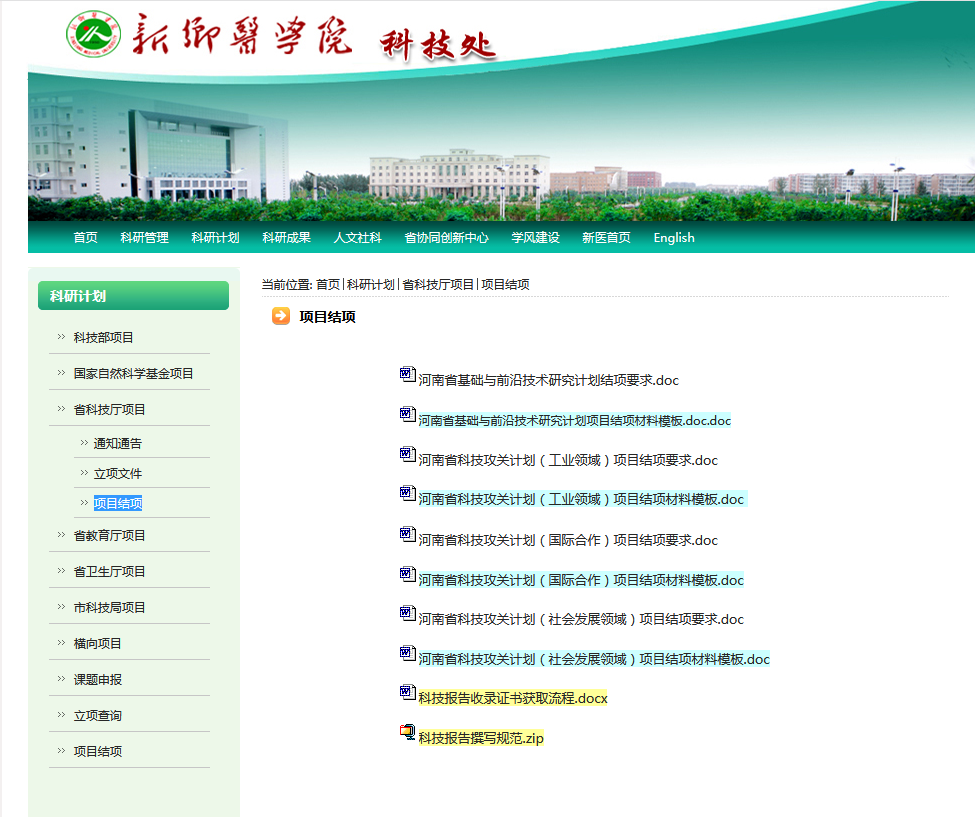 新鄉醫學院 科技处
首页 科研管理 科研计划 科研成果 人文社科 省协同创新中心 学风建设 新医首页 English
科研计划
科技部项目
国家自然科学基金项目
省科技厅项目
通知通告
立项文件
项目结项
省教育厅项目
省卫生厅项目
市科技局项目
横向项目
课题申报
立项查询
项目结项
当前位置: 首页 | 科研计划 | 省科技厅项目 | 项目结项
项目结项
河南省基础与前沿技术研究计划结项要求.doc
河南省基础与前沿技术研究计划项目结项材料模板.doc.doc
河南省科技攻关计划（工业领域）项目结项要求.doc
河南省科技攻关计划（工业领域）项目结项材料模板.doc
河南省科技攻关计划（国际合作）项目结项要求.doc
河南省科技攻关计划（国际合作）项目结项材料模板.doc
河南省科技攻关计划（社会发展领域）项目结项要求.doc
河南省科技攻关计划（社会发展领域）项目结项材料模板.doc
科技报告收录证书获取流程.docx
科技报告撰写规范.zip